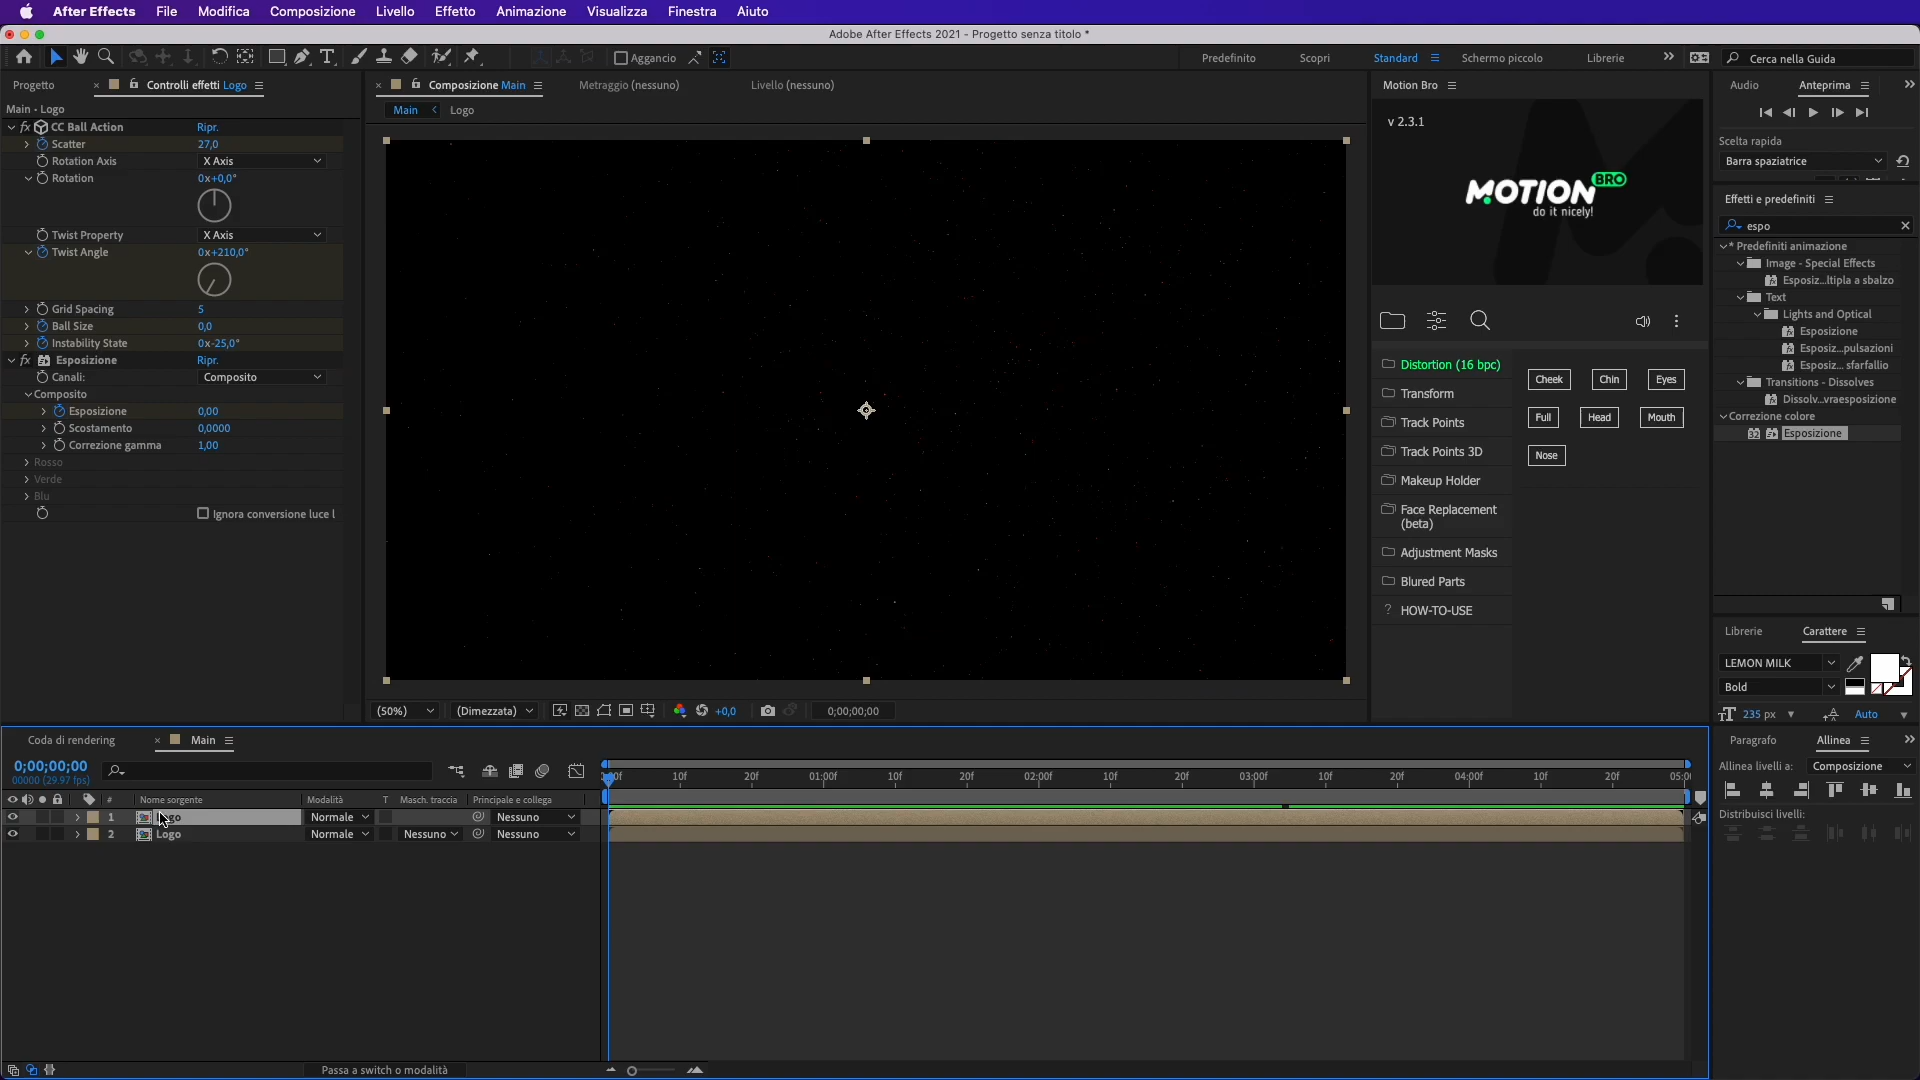 After Effects File Modifica Composizione Livello Effetto Animazione Visualizza Finestra Aiuto
Adobe After Effects 2021 - Progetto senza titolo *
Aggancio Predefinito Scopri Standard Schermo piccolo Librerie Cerca nella Guida
Progetto Controlli effetti Logo
Main • Logo
fx CC Ball Action Ripr.
Scatter 27,0
Rotation Axis X Axis
Rotation 0x+0,0°
Twist Property X Axis
Twist Angle 0x+210,0°
Grid Spacing 5
Ball Size 0,0
Instability State 0x-25,0°
fx Esposizione Ripr.
Canali: Composito
Composito
Esposizione 0,00
Scostamento 0,0000
Correzione gamma 1,00
Rosso
Verde
Blu
Ignora conversione luce l
Composizione Main Metraggio (nessuno) Livello (nessuno)
Main Logo
(50%) (Dimezzata) +0,0 0;00;00;00
Motion Bro
v 2.3.1
MOTION BRO
do it nicely!
Distortion (16 bpc)
Transform
Track Points
Track Points 3D
Makeup Holder
Face Replacement
(beta)
Adjustment Masks
Blured Parts
? HOW-TO-USE
Cheek Chin Eyes
Full Head Mouth
Nose
Audio Anteprima
Scelta rapida
Barra spaziatrice
Effetti e predefiniti
espo
* Predefiniti animazione
Image - Special Effects
Esposiz...ltipla a sbalzo
Text
Lights and Optical
Esposizione
Esposiz...pulsazioni
Esposiz... sfarfallio
Transitions - Dissolves
Dissolv...vraesposizione
Correzione colore
32 Esposizione
Librerie Carattere
LEMON MILK
Bold
235 px Auto
Paragrafo Allinea
Allinea livelli a: Composizione
Distribuisci livelli:
Coda di rendering Main
0;00;00;00
00000 (29.97 fps)
:00f 10f 20f 01:00f 10f 20f 02:00f 10f 20f 03:00f 10f 20f 04:00f 10f 20f 05:0
# Nome sorgente Modalità T Masch. traccia Principale e collega
1 Logo Normale Nessuno
2 Logo Normale Nessuno Nessuno
Passa a switch o modalità